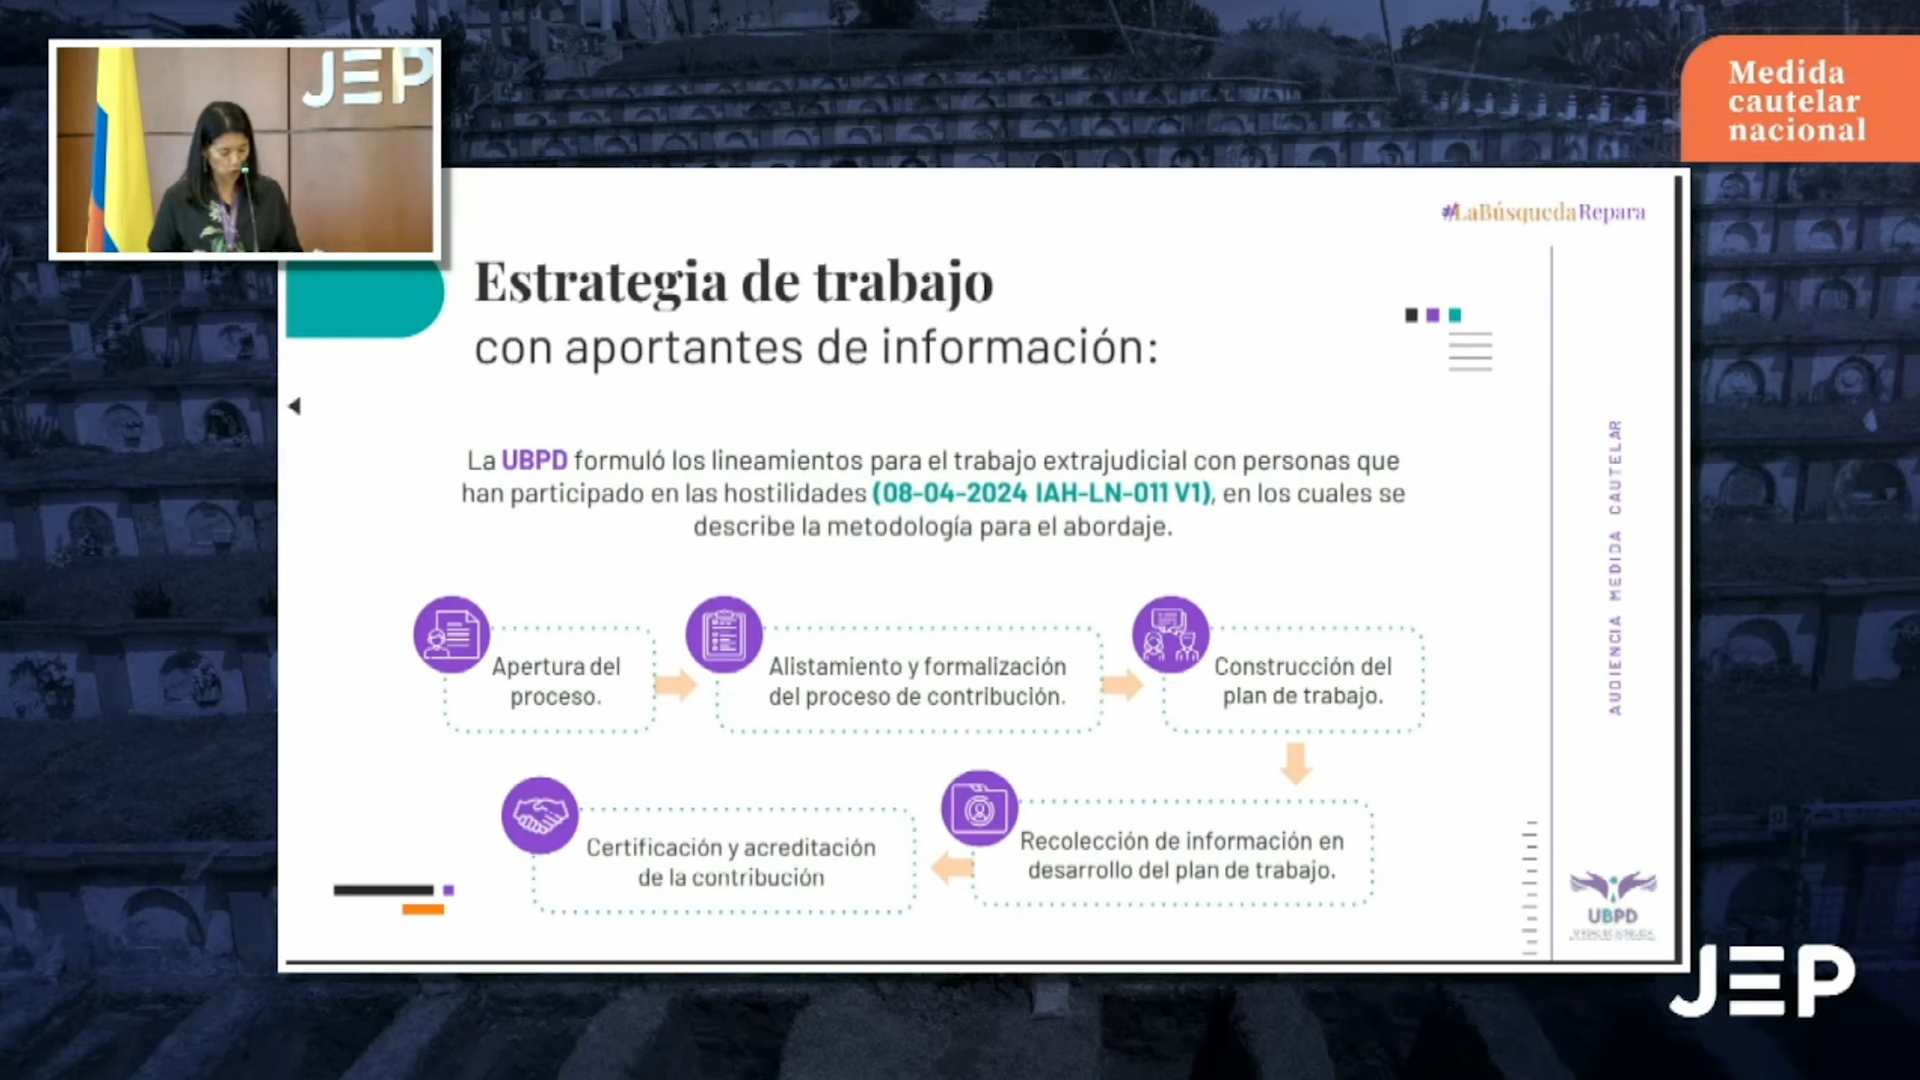 JEP
Medida
cautelar
nacional
#LaBúsquedaRepara
Estrategia de trabajo
con aportantes de información:
La UBPD formuló los lineamientos para el trabajo extrajudicial con personas que
han participado en las hostilidades (08-04-2024 IAH-LN-011 V1), en los cuales se
describe la metodología para el abordaje.
Apertura del
proceso.
Alistamiento y formalización
del proceso de contribución.
Construcción del
plan de trabajo.
Recolección de información en
desarrollo del plan de trabajo.
Certificación y acreditación
de la contribución
AUDIENCIA MEDIDA CAUTELAR
UBPD
JEP